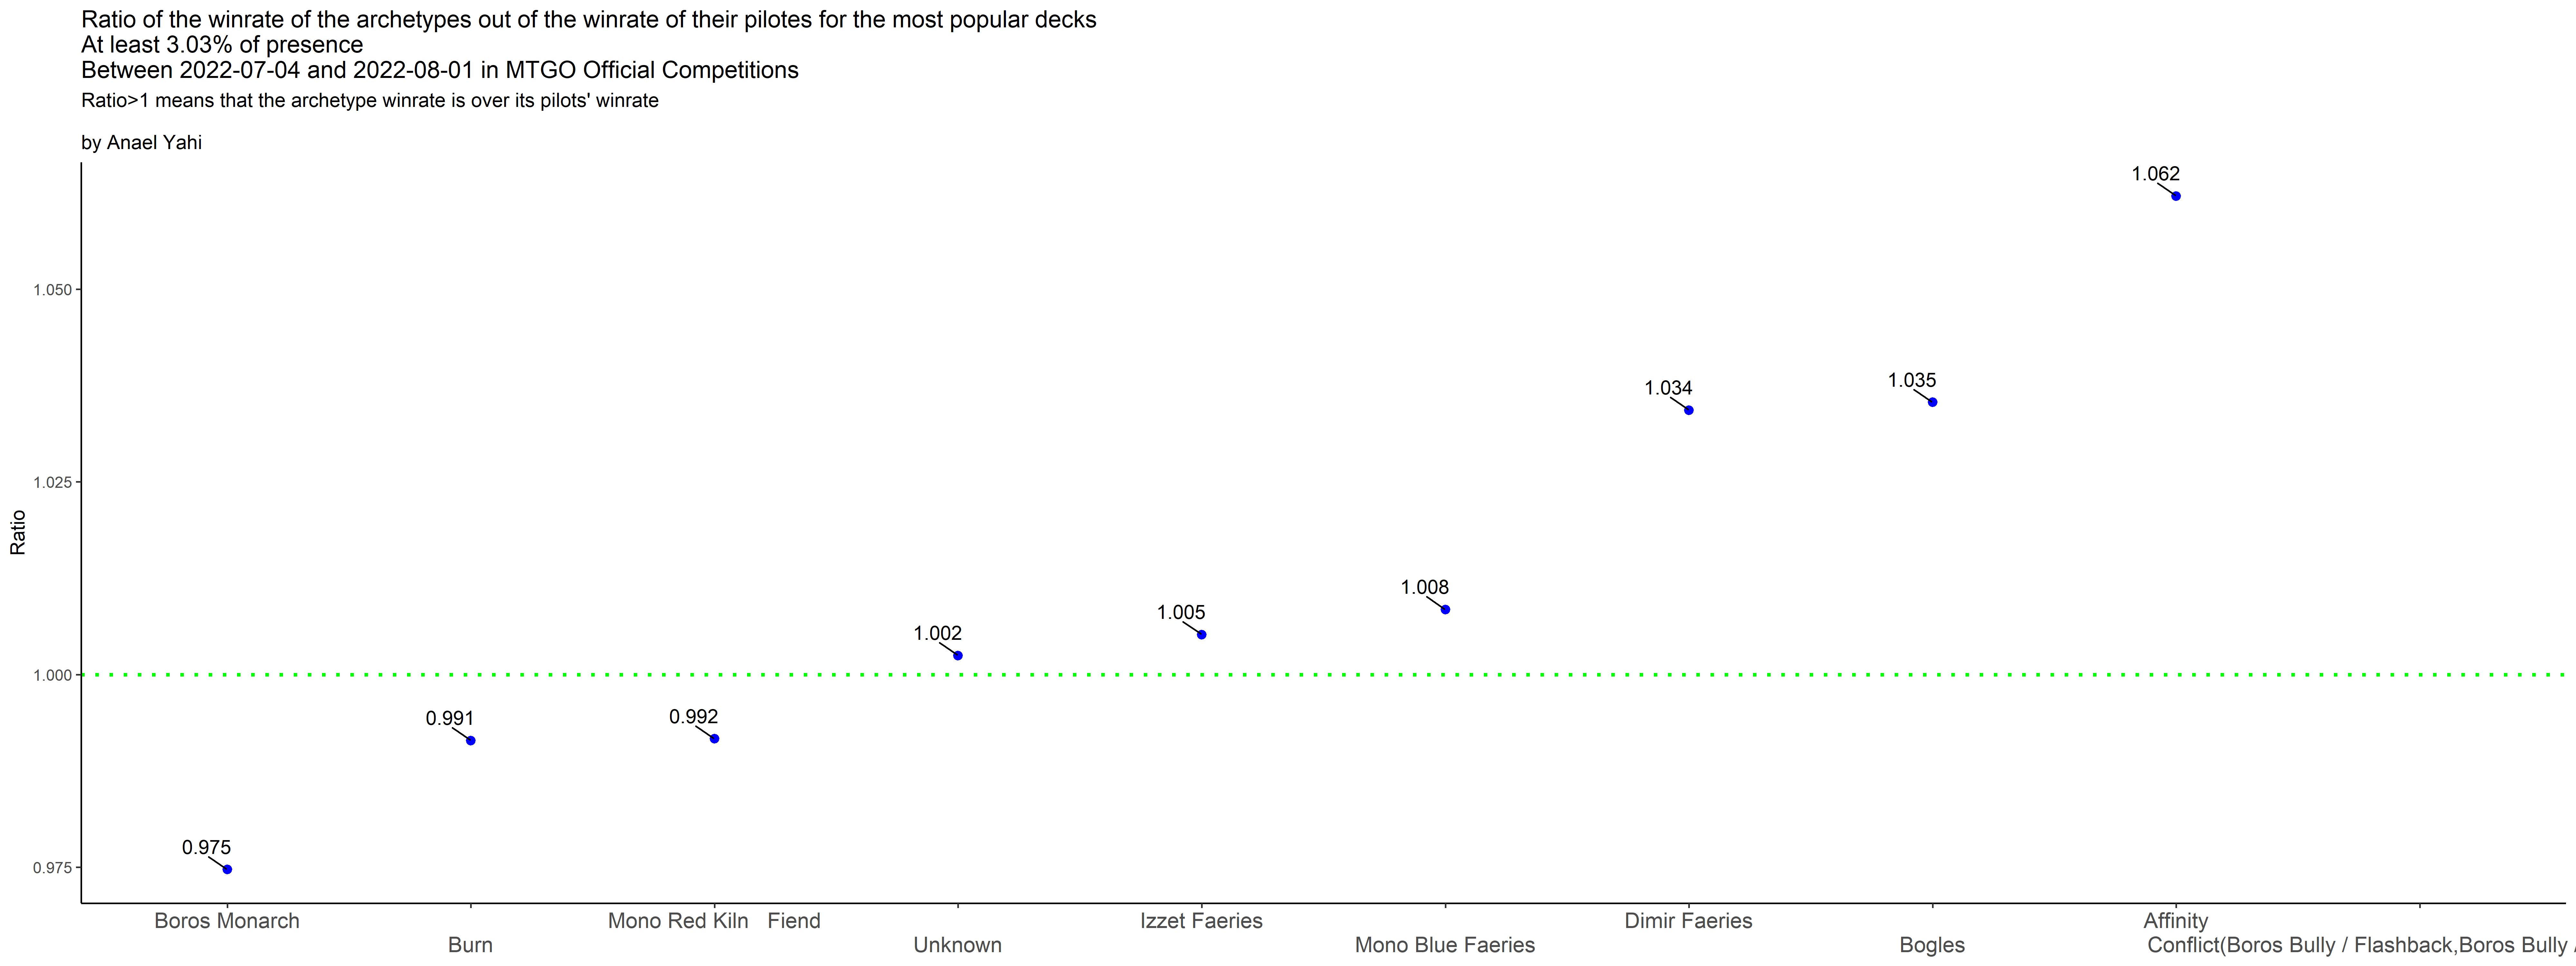 Ratio of the winrate of the archetypes out of the winrate of their pilotes for the most popular decks
At least 3.03% of presence
Between 2022-07-04 and 2022-08-01 in MTGO Official Competitions
Ratio>1 means that the archetype winrate is over its pilots' winrate
by Anael Yahi
1.062
1.050
1.035
1.034
1.025
Ratio
1.008
1.005
1.002
1.000
0.992
0.991
0.975
0.975
Boros Monarch Mono Red Kiln Fiend Izzet Faeries Dimir Faeries Affinity
Burn Unknown Mono Blue Faeries Bogles Conflict(Boros Bully / Flashback,Boros Bully /